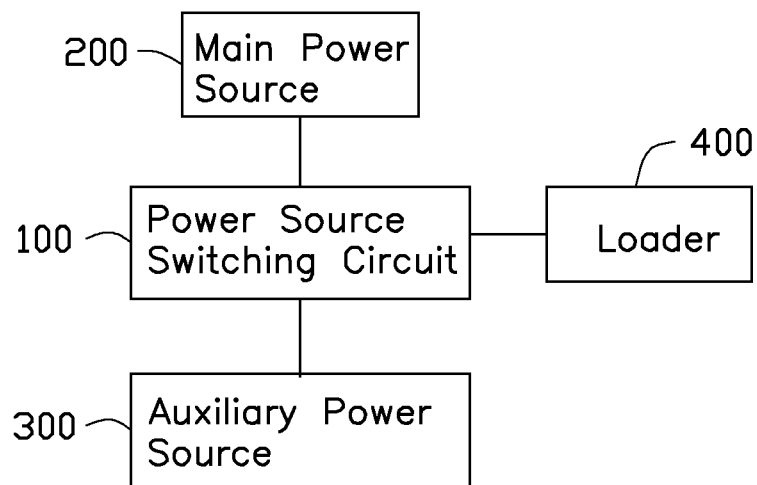 200
Main Power
Source
400
100
Power Source
Switching Circuit
Loader
300
Auxiliary Power
Source